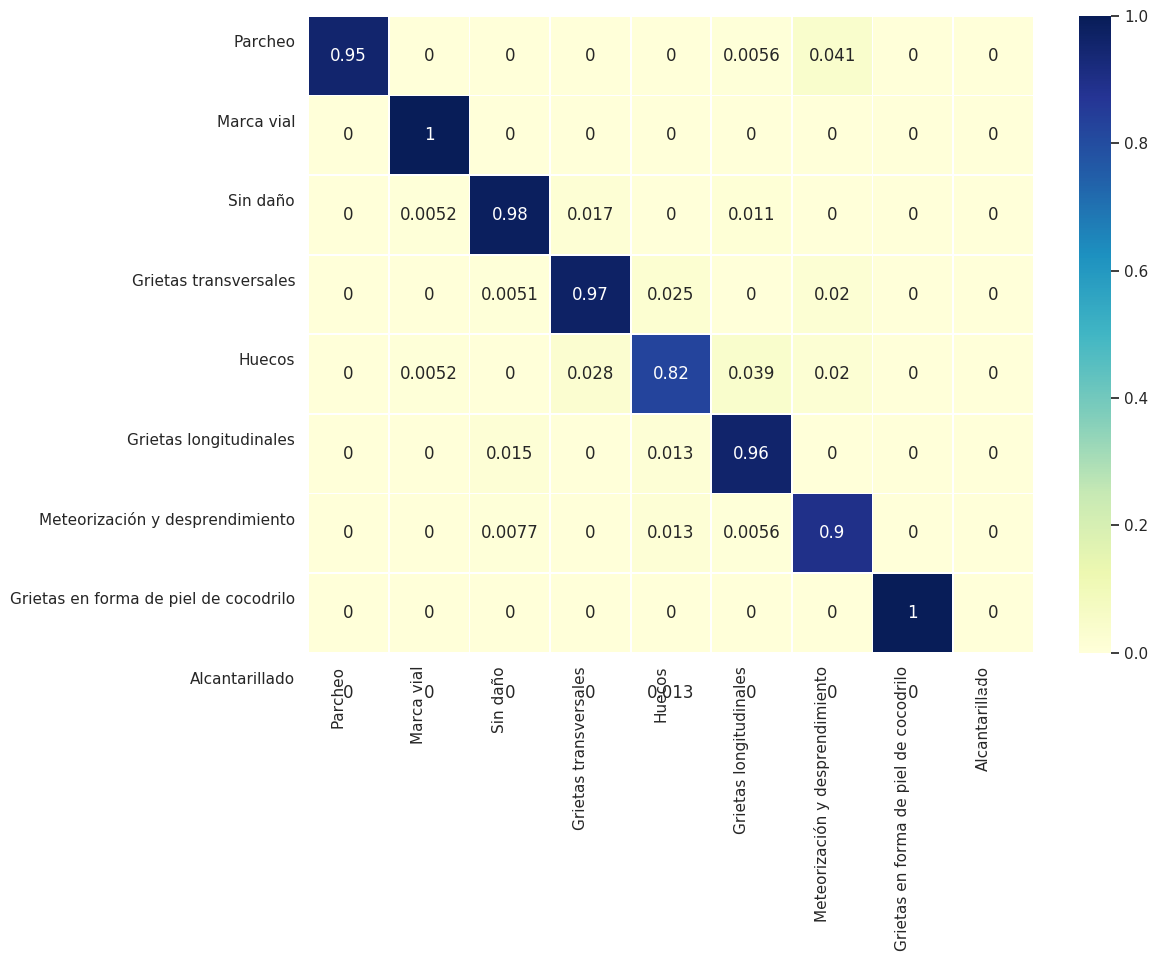 Parcheo 0.95 0 0 0 0 0.0056 0.041 0 0
Marca vial 0 1 0 0 0 0 0 0 0
Sin daño 0 0.0052 0.98 0.017 0 0.011 0 0 0
Grietas transversales 0 0 0.0051 0.97 0.025 0 0.02 0 0
Huecos 0 0.0052 0 0.028 0.82 0.039 0.02 0 0
Grietas longitudinales 0 0 0.015 0 0.013 0.96 0 0 0
Meteorización y desprendimiento 0 0 0.0077 0 0.013 0.0056 0.9 0 0
Grietas en forma de piel de cocodrilo 0 0 0 0 0 0 0 1 0
Alcantarillado 0 0 0 0 0.013 0 0 0
Parcheo
Marca vial
Sin daño
Grietas transversales
Huecos
Grietas longitudinales
Meteorización y desprendimiento
Grietas en forma de piel de cocodrilo
Alcantarillado
1.0
0.8
0.6
0.4
0.2
0.0